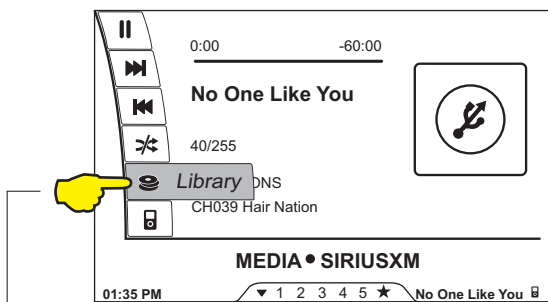 0:00 -60:00
No One Like You
40/255
Library ONS
CH039 Hair Nation
MEDIA • SIRIUSXM
01:35 PM ▼ 1 2 3 4 5 ★ No One Like You